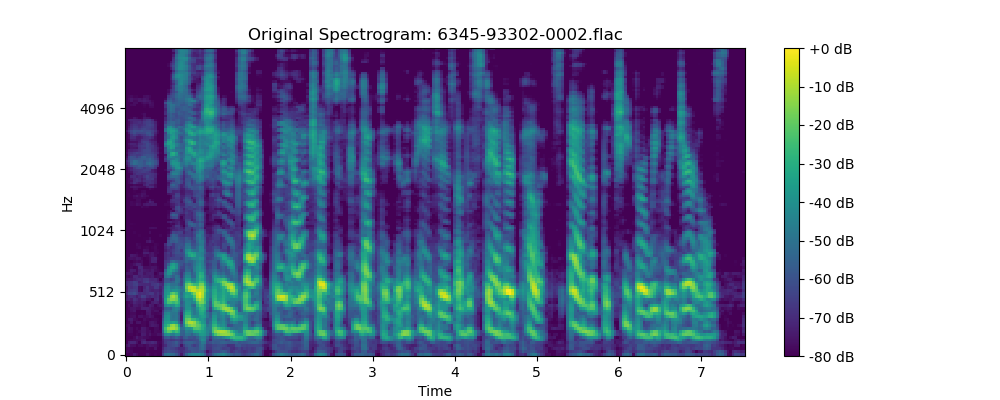 Original Spectrogram: 6345-93302-0002.flac
Hz
4096
2048
1024
512
0
0 1 2 3 4 5 6 7
Time
+0 dB
-10 dB
-20 dB
-30 dB
-40 dB
-50 dB
-60 dB
-70 dB
-80 dB